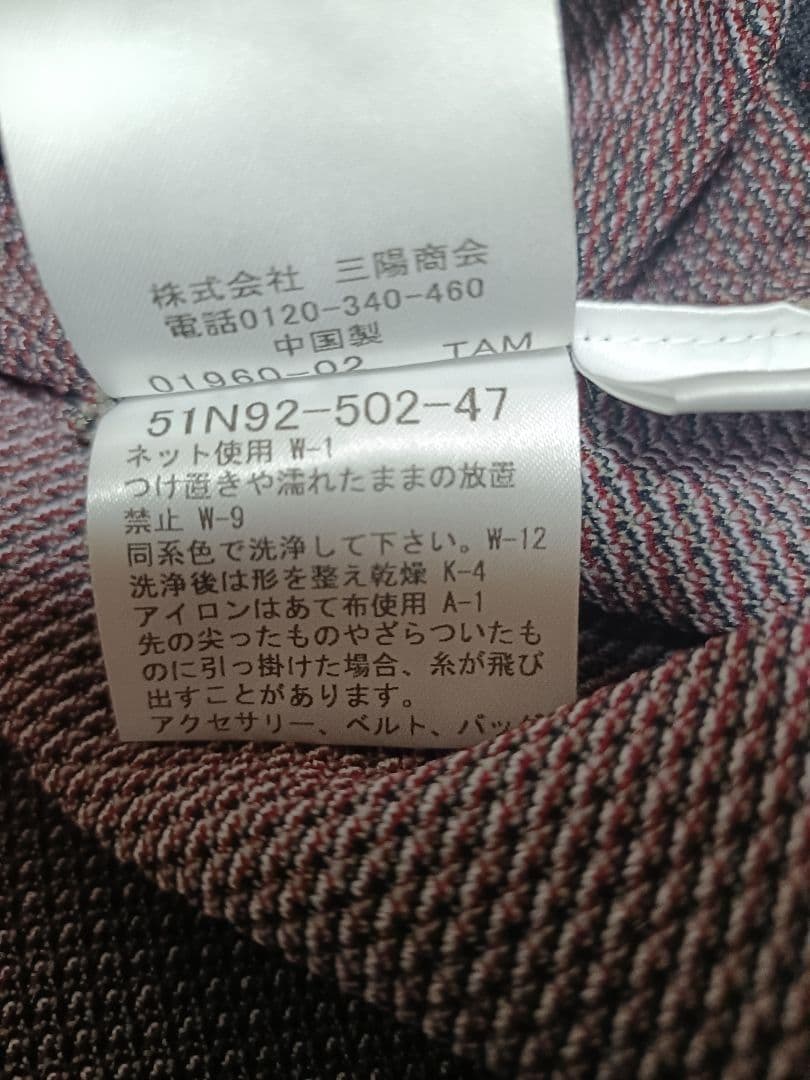 株式会社 三陽商会
電話0120-340-460
中国製
01960-02 TAM
51N92-502-47
ネット使用 W-1
つけ置きや濡れたままの放置
禁止 W-9
同系色で洗浄して下さい。W-12
洗浄後は形を整え乾燥 K-4
アイロンはあて布使用 A-1
先の尖ったものやざらついたも
のに引っ掛けた場合、糸が飛び
出すことがあります。
アクセサリー、ベルト、バッグ